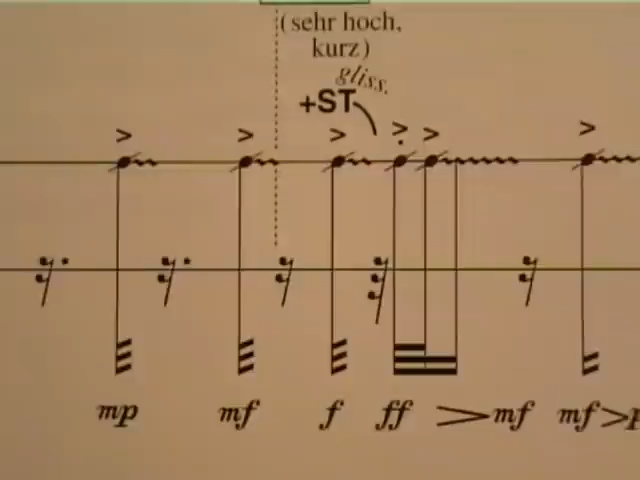 (sehr hoch,
kurz)
gliss.
+ST
mp mf f ff mf mf p